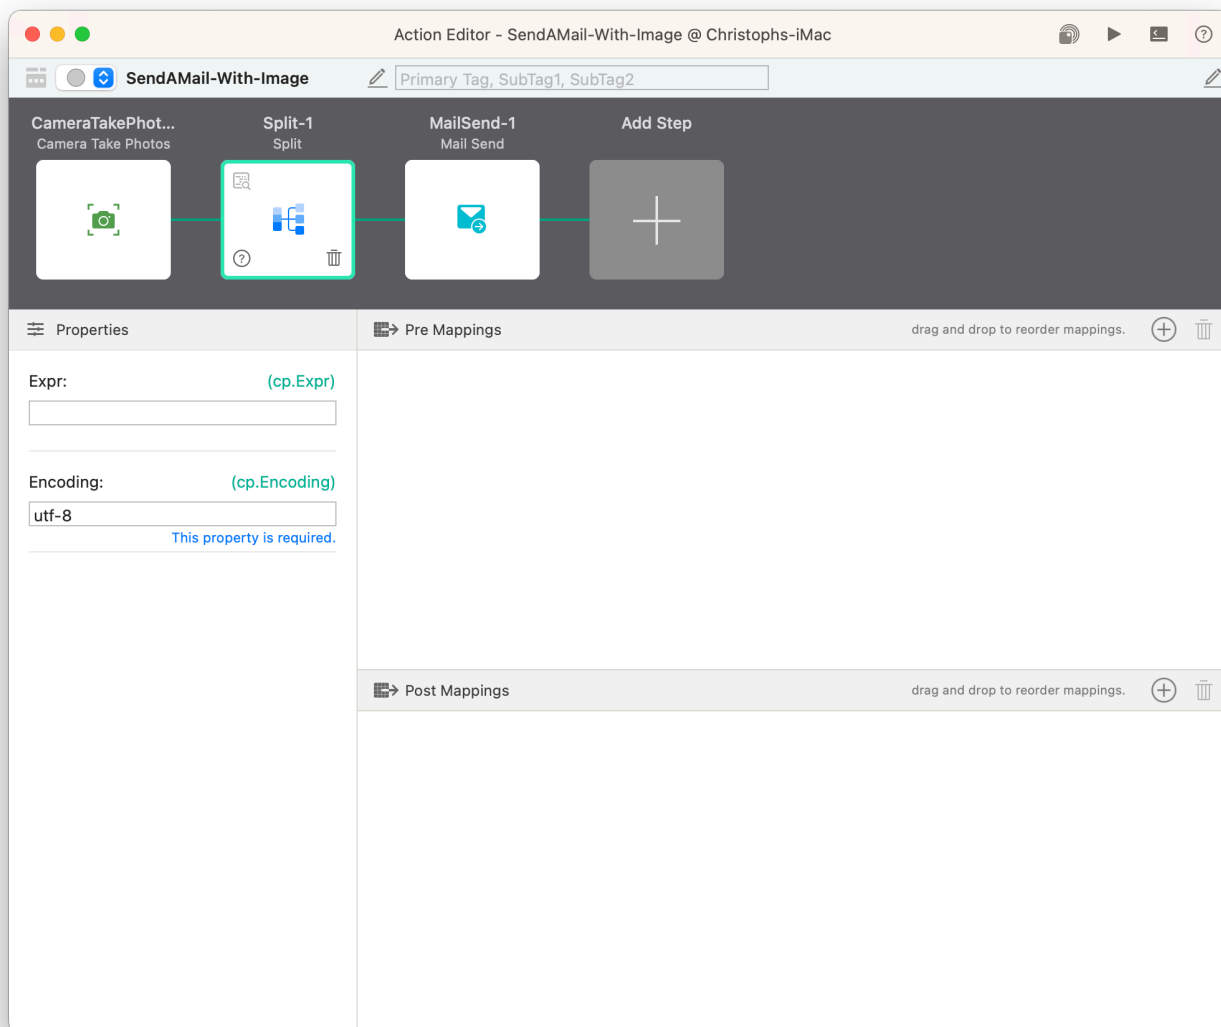 Action Editor - SendAMail-With-Image @ Christophs-iMac
SendAMail-With-Image
Primary Tag, SubTag1, SubTag2
CameraTakePhot...
Camera Take Photos
Split-1
Split
MailSend-1
Mail Send
Add Step
Properties
Expr: (cp.Expr)
Encoding: (cp.Encoding)
utf-8
This property is required.
Pre Mappings
drag and drop to reorder mappings.
Post Mappings
drag and drop to reorder mappings.